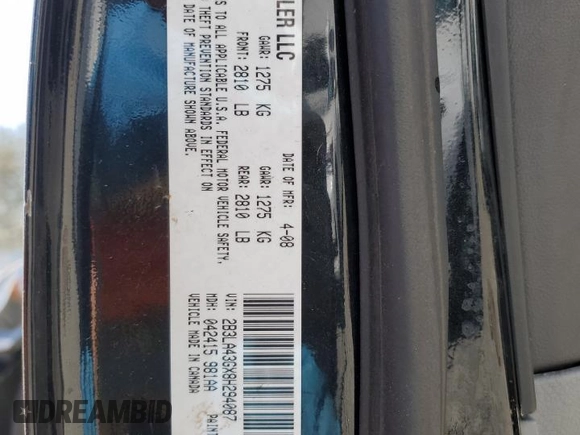 LER LLC
DATE OF MFR: 4-08
GAWR: 1275 KG GAWR: 1275 KG
FRONT: 2810 LB REAR: 2810 LB
S TO ALL APPLICABLE U.S.A. FEDERAL MOTOR VEHICLE SAFETY,
THEFT PREVENTION STANDARDS IN EFFECT ON
DATE OF MANUFACTURE SHOWN ABOVE.
VIN: 2B3LA43GX8H294087
MDH: 042415 981AA
VEHICLE MADE IN CANADA
PAINT
DREAMBID